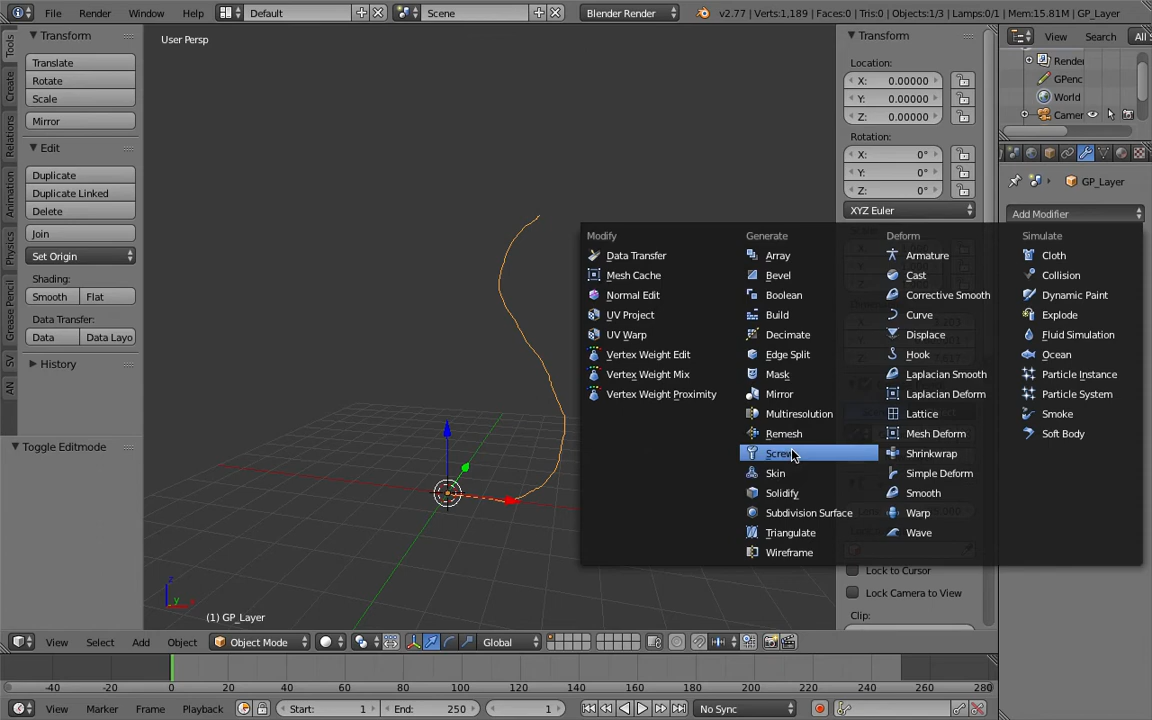 File
Render
Window
Help
Default
Scene
Blender Render
v2.77 | Verts:1,189 | Faces:0 | Tris:0 | Objects:1/3 | Lamps:0/1 | Mem:15.81M | GP_Layer
Tools
Create
Relations
Animation
Physics
Grease Pencil
SV
AN
Transform
Translate
Rotate
Scale
Mirror
Edit
Duplicate
Duplicate Linked
Delete
Join
Set Origin
Shading:
Smooth Flat
Data Transfer:
Data Data Layo
History
Toggle Editmode
User Persp
(1) GP_Layer
Modify
Data Transfer
Mesh Cache
Normal Edit
UV Project
UV Warp
Vertex Weight Edit
Vertex Weight Mix
Vertex Weight Proximity
Generate
Array
Bevel
Boolean
Build
Decimate
Edge Split
Mask
Mirror
Multiresolution
Remesh
Screw
Skin
Solidify
Subdivision Surface
Triangulate
Wireframe
Deform
Armature
Cast
Corrective Smooth
Curve
Displace
Hook
Laplacian Smooth
Laplacian Deform
Lattice
Mesh Deform
Shrinkwrap
Simple Deform
Smooth
Warp
Wave
Simulate
Cloth
Collision
Dynamic Paint
Explode
Fluid Simulation
Ocean
Particle Instance
Particle System
Smoke
Soft Body
Transform
Location:
X: 0.00000
Y: 0.00000
Z: 0.00000
Rotation:
X: 0°
Y: 0°
Z: 0°
XYZ Euler
Lock to Cursor
Lock Camera to View
Clip:
View Search All S
Render
GPenc
World
Camer
GP_Layer
Add Modifier
View Select Add Object
Object Mode
Global
-40 -20 0 20 40 60 80 100 120 140 160 180 200 220 240 260 280
View Marker Frame Playback
Start: 1
End: 250
1
No Sync